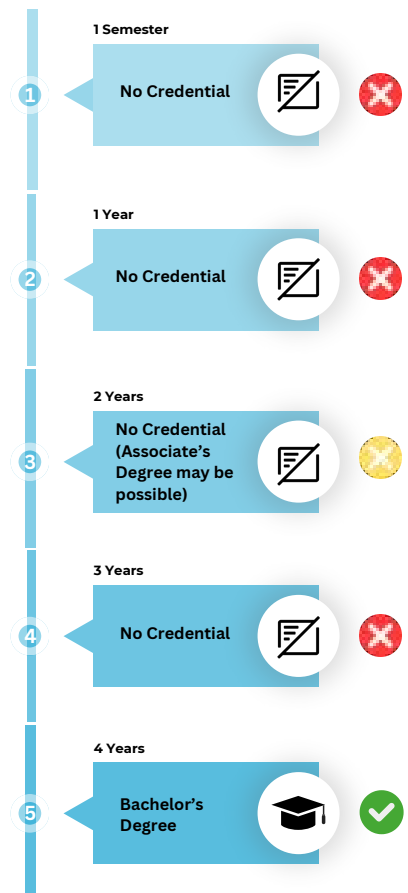 1 Semester
1
No Credential
1 Year
2
No Credential
2 Years
3
No Credential
(Associate's
Degree may be
possible)
3 Years
4
No Credential
4 Years
5
Bachelor's
Degree